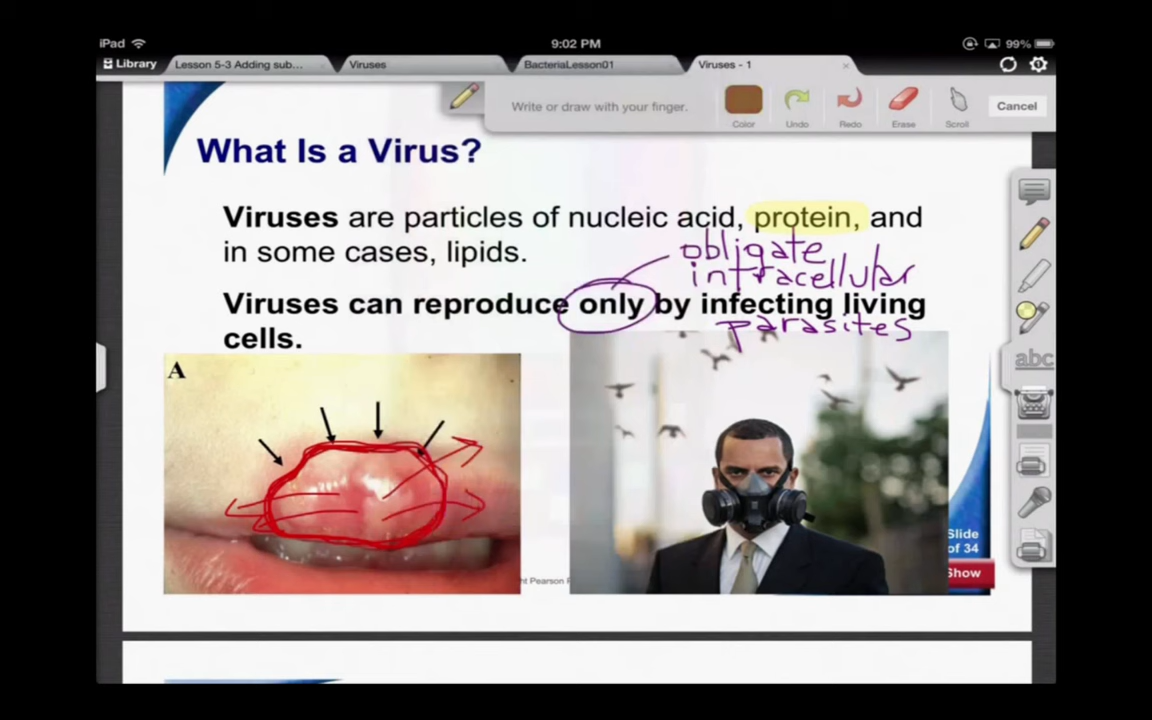 iPad
9:02 PM
99%
Library
Lesson 5-3 Adding sub...
Viruses
BacteriaLesson01
Viruses - 1
Write or draw with your finger.
Color
Undo
Redo
Erase
Scroll
Cancel
What Is a Virus?
Viruses are particles of nucleic acid, protein, and
in some cases, lipids.
obligate
intracellular
Viruses can reproduce only by infecting living
parasites
cells.
abc
A
Slide
of 34
Show
ht Pearson